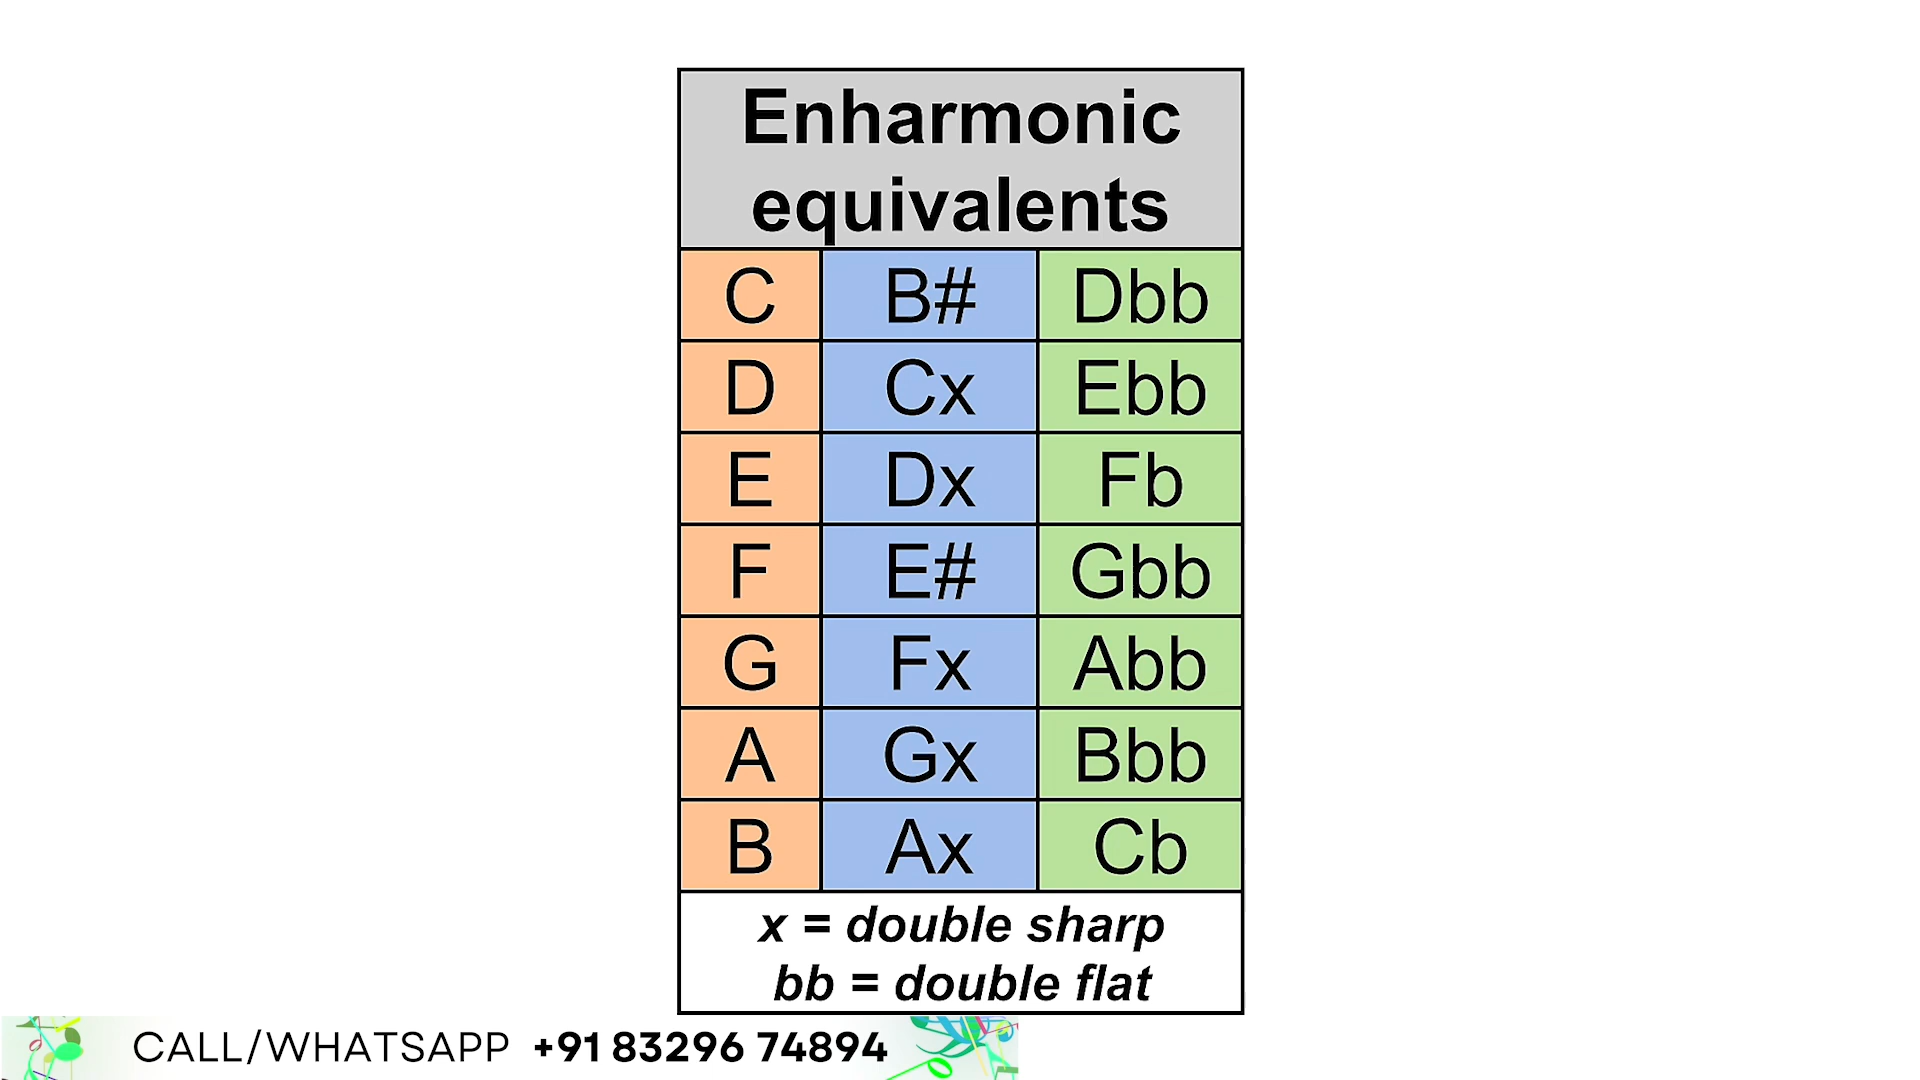 Enharmonic
equivalents
C B# Dbb
D Cx Ebb
E Dx Fb
F E# Gbb
G Fx Abb
A Gx Bbb
B Ax Cb
x = double sharp
bb = double flat
CALL/WHATSAPP +91 83296 74894